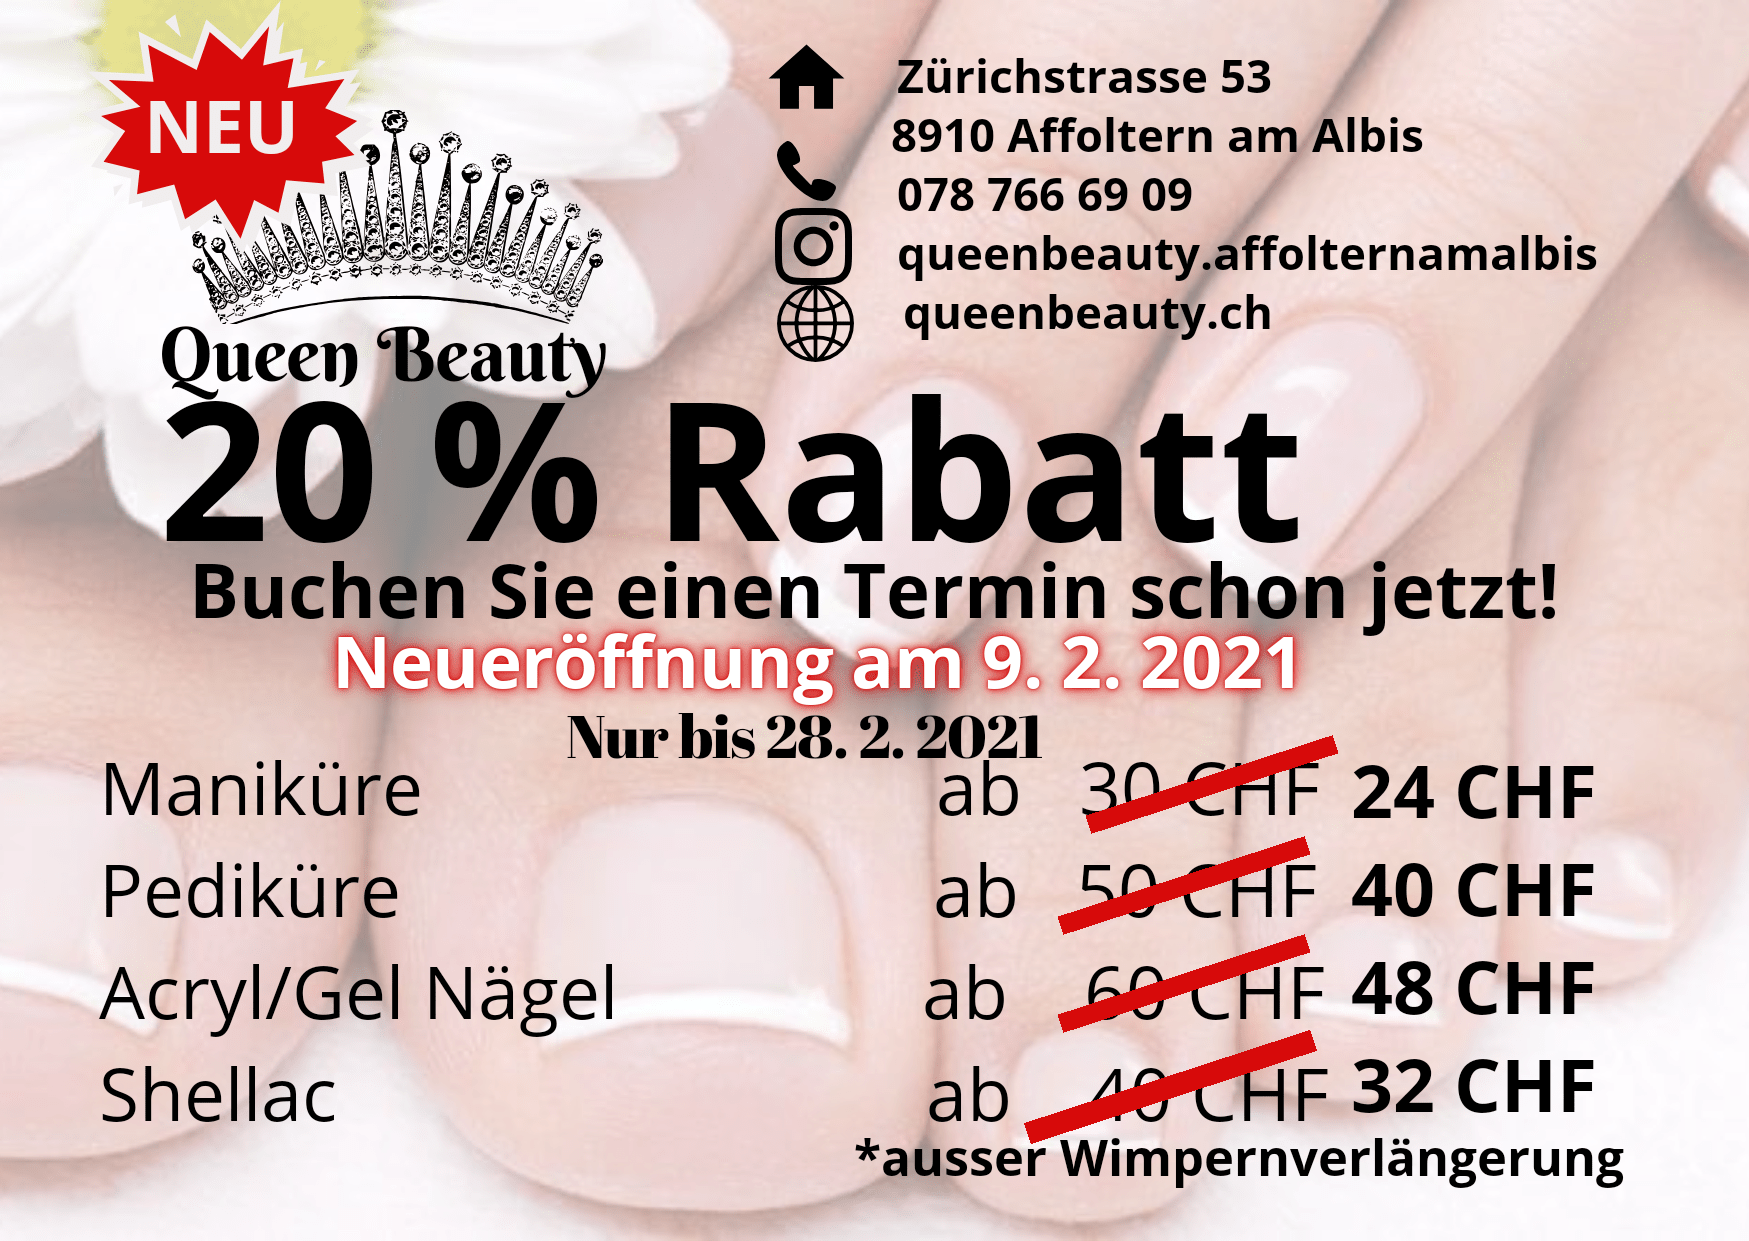 NEU
Queen Beauty
Zürichstrasse 53
8910 Affoltern am Albis
078 766 69 09
queenbeauty.affolternamalbis
queenbeauty.ch
20 % Rabatt
Buchen Sie einen Termin schon jetzt!
Neueröffnung am 9. 2. 2021
Nur bis 28. 2. 2021
Maniküre ab 30 CHF 24 CHF
Pediküre ab 50 CHF 40 CHF
Acryl/Gel Nägel ab 60 CHF 48 CHF
Shellac ab 40 CHF 32 CHF
*ausser Wimpernverlängerung